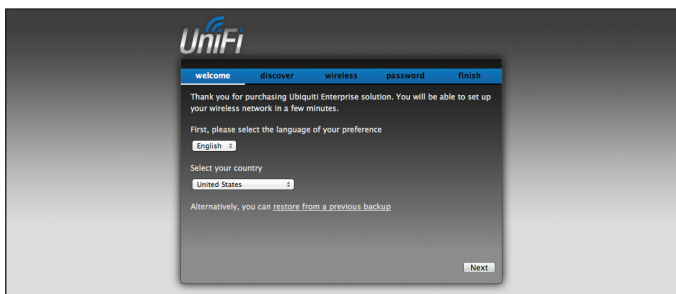 UniFi
welcome discover wireless password finish
Thank you for purchasing Ubiquiti Enterprise solution. You will be able to set up
your wireless network in a few minutes.
First, please select the language of your preference
English
Select your country
United States
Alternatively, you can restore from a previous backup
Next